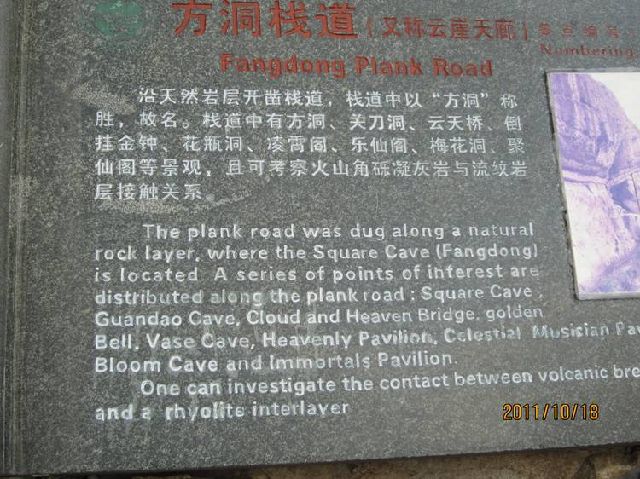 方洞栈道（又称云崖天廊）景点编号
Numbering
Fangdong Plank Road
沿天然岩层开凿栈道，栈道中以“方洞”称
胜，故名。栈道中有方洞、关刀洞、云天桥、倒
挂金钟、花瓶洞、凌霄阁、乐仙阁、梅花洞、聚
仙阁等景观，且可考察火山角砾凝灰岩与流纹岩
层接触关系。
The plank road was dug along a natural
rock layer, where the Square Cave (Fangdong)
is located. A series of points of interest are
distributed along the plank road : Square Cave,
Guandao Cave, Cloud and Heaven Bridge, golden
Bell, Vase Cave, Heavenly Pavilion, Celestial Musician Pa
Bloom Cave and Immortals Pavilion.
One can investigate the contact between volcanic bre
and a rhyolite interlayer
2011/10/13